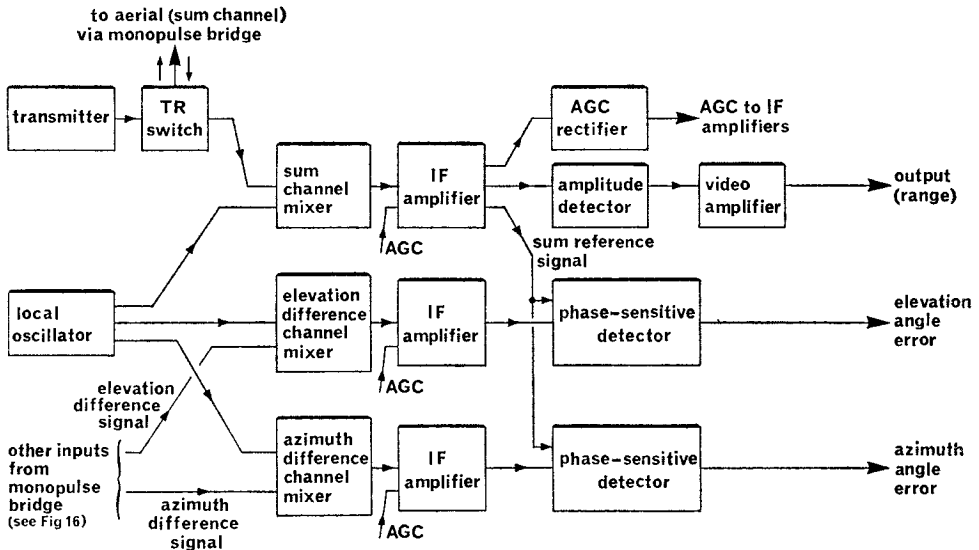 to aerial (sum channel)
via monopulse bridge
transmitter
TR
switch
AGC
rectifier
AGC to IF
amplifiers
sum
channel
mixer
IF
amplifier
amplitude
detector
video
amplifier
output
(range)
AGC
sum reference
signal
local
oscillator
elevation
difference
channel
mixer
IF
amplifier
phase-sensitive
detector
elevation
angle
error
AGC
elevation
difference
signal
other inputs
from
monopulse
bridge
(see Fig 16)
azimuth
difference
channel
mixer
IF
amplifier
phase-sensitive
detector
azimuth
angle
error
azimuth
difference
signal
AGC